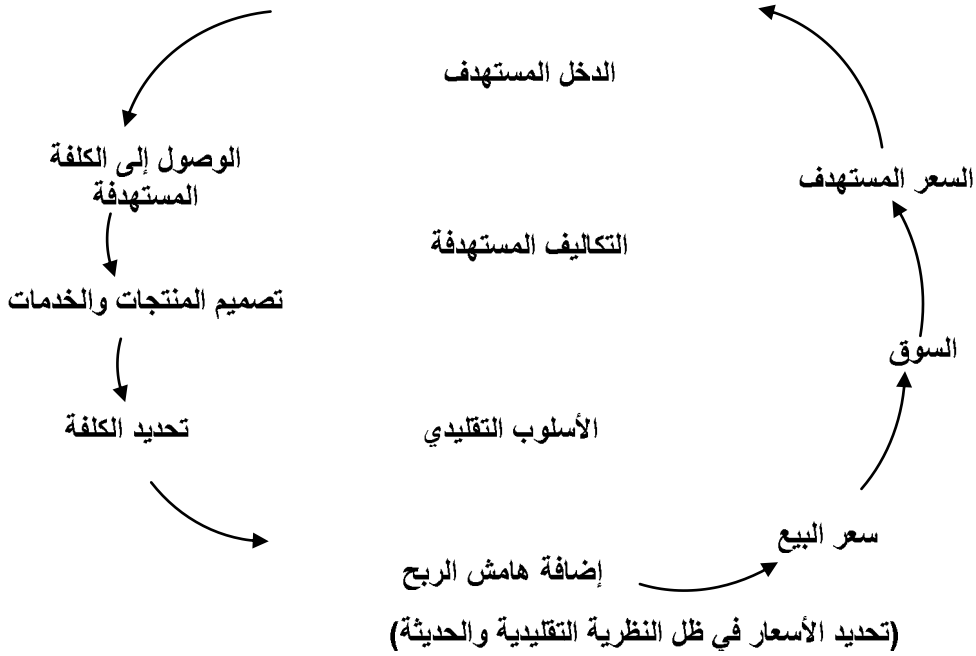 الدخل المستهدف
الوصول إلى الكلفة
المستهدفة
السعر المستهدف
التكاليف المستهدفة
تصميم المنتجات والخدمات
السوق
الأسلوب التقليدي
تحديد الكلفة
سعر البيع
إضافة هامش الربح
(تحديد الأسعار في ظل النظرية التقليدية والحديثة)